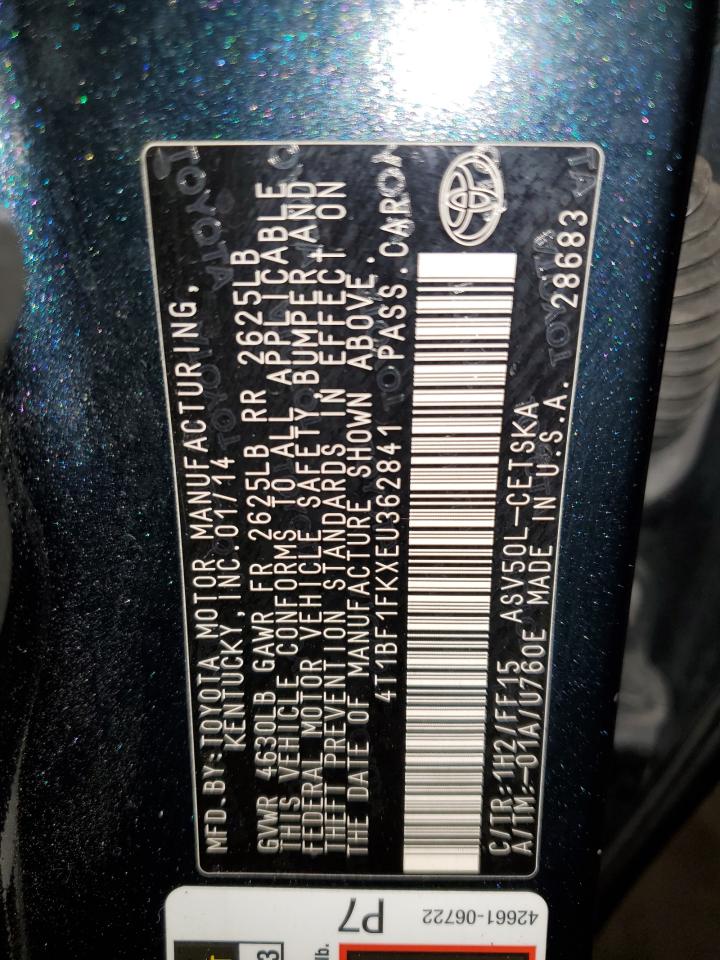 MFD.BY:TOYOTA MOTOR MANUFACTURING,
KENTUCKY,INC.01/14
GVWR 4630LB GAWR FR 2625LB RR 2625LB
THIS VEHICLE CONFORMS TO ALL APPLICABLE
FEDERAL MOTOR VEHICLE SAFETY,BUMPER,AND
THEFT PREVENTION STANDARDS IN EFFECT ON
THE DATE OF MANUFACTURE SHOWN ABOVE.
4T1BF1FKXEU362841 PASS.CAR
C/TR:1H2/FF15 ASV50L-CETSKA
A/TM:-01A/U760E MADE IN U.S.A. 28683
TOYOTA
42661-06722
P7
lb.
3